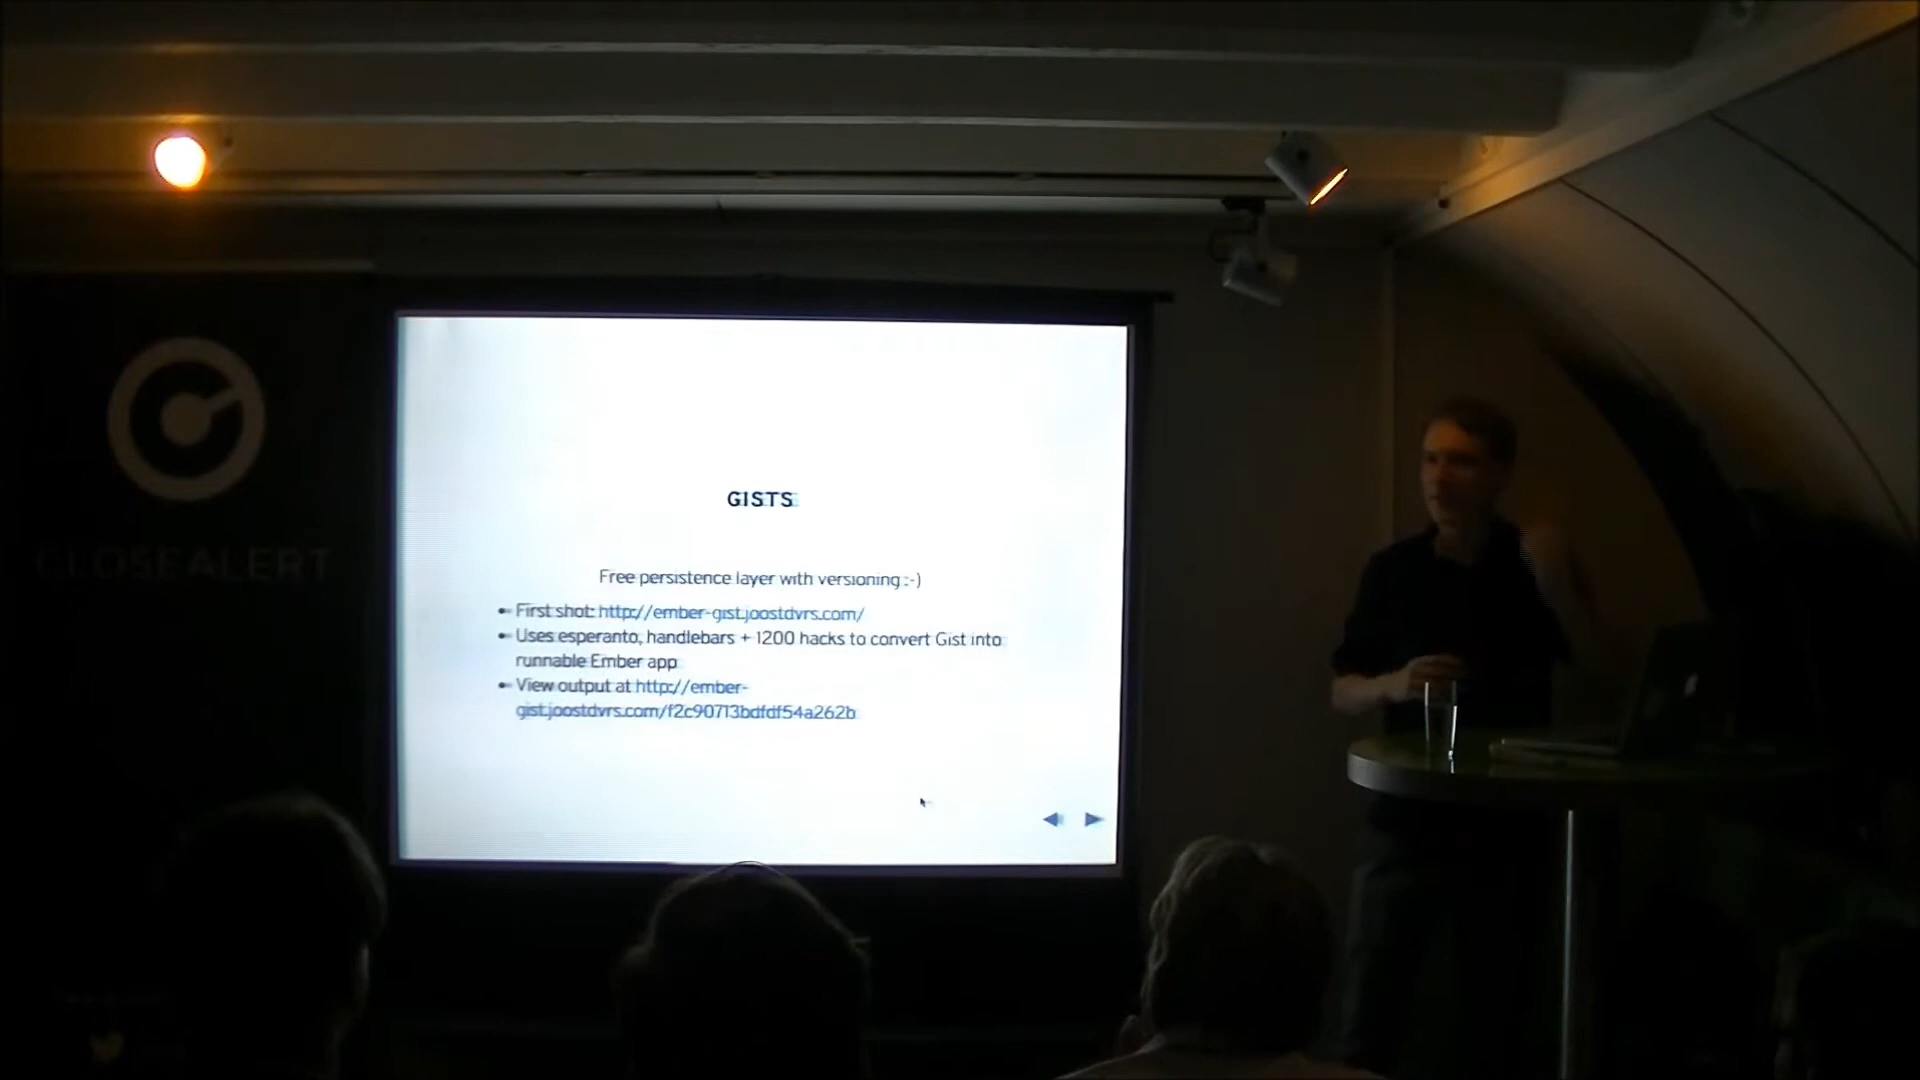 CLOSEALERT
GISTS
Free persistence layer with versioning :-)
First shot: http://ember-gist.joostdvrs.com/
Uses esperanto, handlebars + 1200 hacks to convert Gist into
runnable Ember app
View output at http://ember-
gist.joostdvrs.com/f2c90713bdfdf54a262b